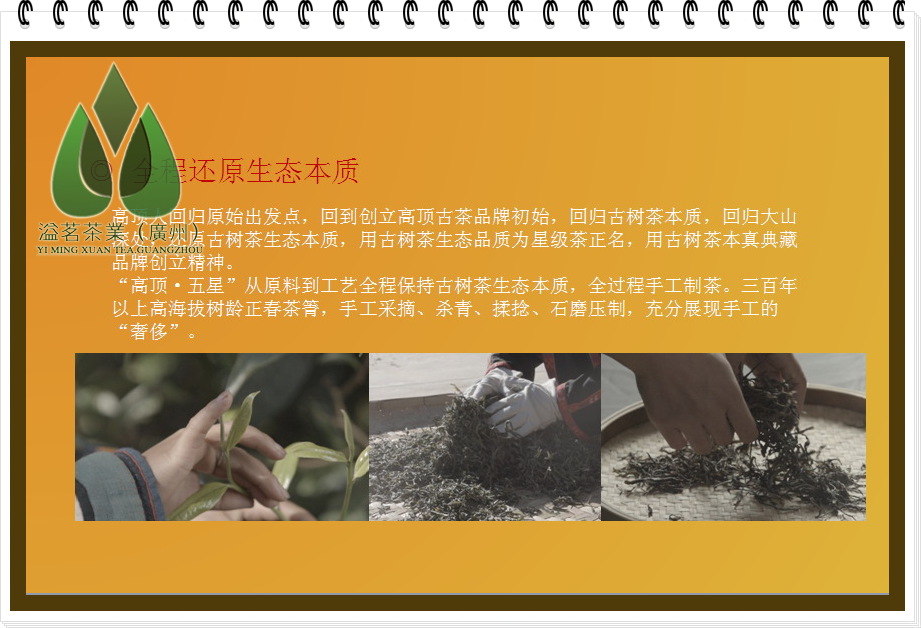 © 全程还原生态本质
高顶人回归原始出发点，回到创立高顶古茶品牌初始，回归古树茶本质，回归大山
溢茗茶業（廣州）
深处，还原古树茶生态本质，用古树茶生态品质为星级茶正名，用古树茶本真典藏
YI MING XUAN TEA GUANGZHOU
品牌创立精神。
“高顶·五星”从原料到工艺全程保持古树茶生态本质，全过程手工制茶。三百年
以上高海拔树龄正春茶箐，手工采摘、杀青、揉捻、石磨压制，充分展现手工的
“奢侈”。